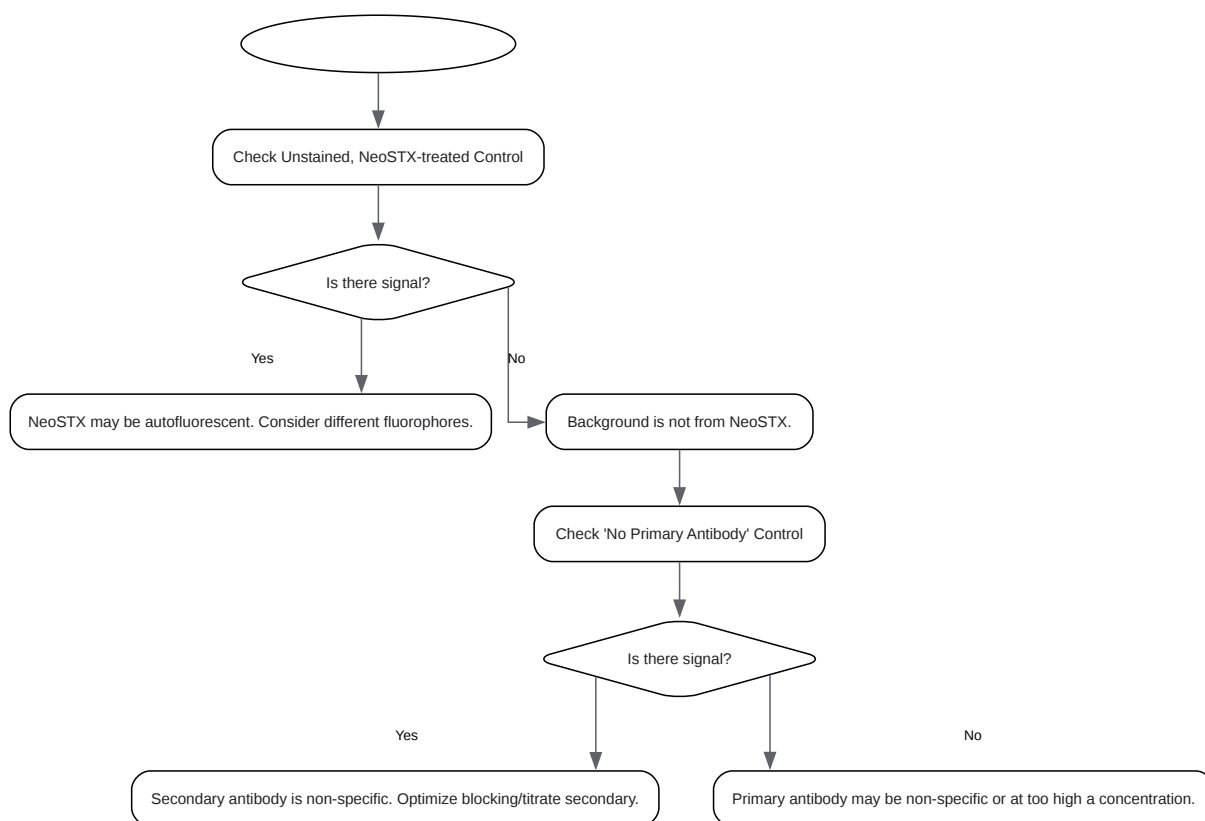 Check Unstained, NeoSTX-treated Control
Is there signal?
Yes
No
NeoSTX may be autofluorescent. Consider different fluorophores.
Background is not from NeoSTX.
Check 'No Primary Antibody' Control
Is there signal?
Yes
No
Secondary antibody is non-specific. Optimize blocking/titrate secondary.
Primary antibody may be non-specific or at too high a concentration.